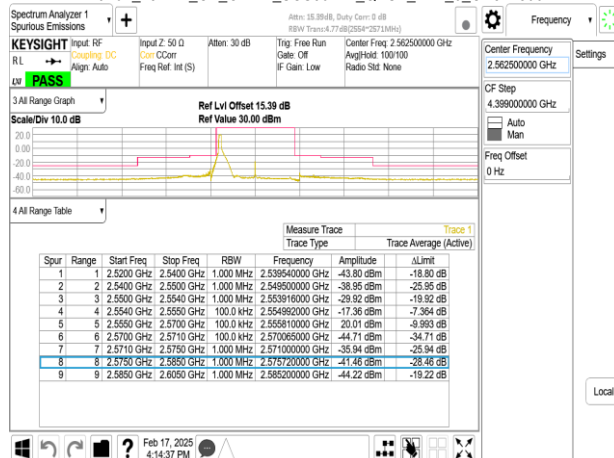 Spectrum Analyzer 1
Spurious Emissions
Attn: 15.39dB, Duty Corr: 0 dB
RBW Trans:4.77dB(2554~2571MHz)
Frequency
Settings
KEYSIGHT
Input: RF
Input Z: 50 Ω
Atten: 30 dB
Trig: Free Run
Center Freq: 2.562500000 GHz
RL
Coupling: DC
Corr CCorr
Gate: Off
Avg|Hold: 100/100
Align: Auto
Freq Ref: Int (S)
IF Gain: Low
Radio Std: None
PASS
Center Frequency
2.562500000 GHz
CF Step
4.399000000 GHz
Auto
Man
Freq Offset
0 Hz
3 All Range Graph
Ref Lvl Offset 15.39 dB
Scale/Div 10.0 dB
Ref Value 30.00 dBm
20.0
0.00
-20.0
-40.0
-60.0
4 All Range Table
Measure Trace Trace 1
Trace Type Trace Average (Active)
Spur Range Start Freq Stop Freq RBW Frequency Amplitude ΔLimit
1 1 2.5200 GHz 2.5400 GHz 1.000 MHz 2.539540000 GHz -43.80 dBm -18.80 dB
2 2 2.5400 GHz 2.5500 GHz 1.000 MHz 2.549500000 GHz -38.95 dBm -25.95 dB
3 3 2.5500 GHz 2.5540 GHz 1.000 MHz 2.553916000 GHz -29.92 dBm -19.92 dB
4 4 2.5540 GHz 2.5550 GHz 100.0 kHz 2.554992000 GHz -17.36 dBm -7.364 dB
5 5 2.5550 GHz 2.5700 GHz 100.0 kHz 2.555810000 GHz 20.01 dBm -9.993 dB
6 6 2.5700 GHz 2.5710 GHz 100.0 kHz 2.570065000 GHz -44.71 dBm -34.71 dB
7 7 2.5710 GHz 2.5750 GHz 1.000 MHz 2.571000000 GHz -35.94 dBm -25.94 dB
8 8 2.5750 GHz 2.5850 GHz 1.000 MHz 2.575720000 GHz -41.46 dBm -28.46 dB
9 9 2.5850 GHz 2.6050 GHz 1.000 MHz 2.585200000 GHz -44.22 dBm -19.22 dB
Local
Feb 17, 2025
4:14:37 PM